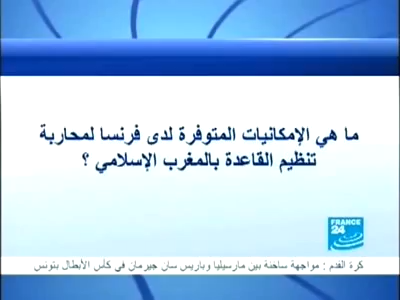 ما هي الإمكانيات المتوفرة لدى فرنسا لمحاربة
تنظيم القاعدة بالمغرب الإسلامي ؟
FRANCE
24
كرة القدم : مواجهة ساخنة بين مارسيليا وباريس سان جيرمان في كأس الأبطال بتونس